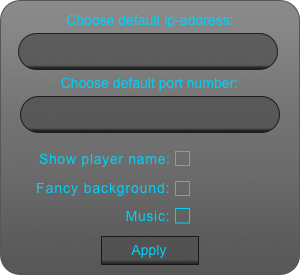 Choose default ip-address:
Choose default port number:
Show player name:
Fancy background:
Music:
Apply